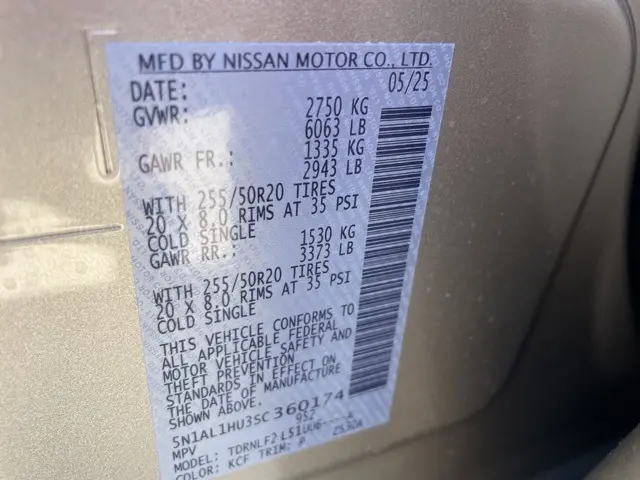 MFD BY NISSAN MOTOR CO., LTD.
DATE: 05/25
GVWR: 2750 KG
6063 LB
GAWR FR.: 1335 KG
2943 LB
WITH 255/50R20 TIRES
20 X 8.0 RIMS AT 35 PSI
COLD SINGLE
GAWR RR.: 1530 KG
3373 LB
WITH 255/50R20 TIRES
20 X 8.0 RIMS AT 35 PSI
COLD SINGLE
THIS VEHICLE CONFORMS TO
ALL APPLICABLE FEDERAL
MOTOR VEHICLE SAFETY AND
THEFT PREVENTION
STANDARDS IN EFFECT ON
THE DATE OF MANUFACTURE
5N1AL1HU3SC360174
MPV 95Z
MODEL: TDRNLF2
COLOR: KCF TRIM: P